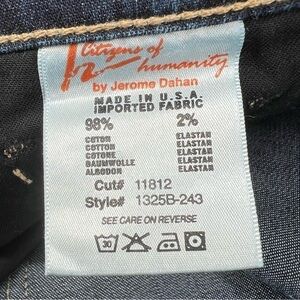 Citizens of
humanity
by Jerome Dahan
MADE IN U.S.A.
IMPORTED FABRIC
98% 2%
COTON ELASTAN
COTTON ELASTAN
COTONE ELASTAN
BAUMWOLLE ELASTAN
ALGODON ELASTAN
Cut# 11812
Style# 1325B-243
SEE CARE ON REVERSE
30